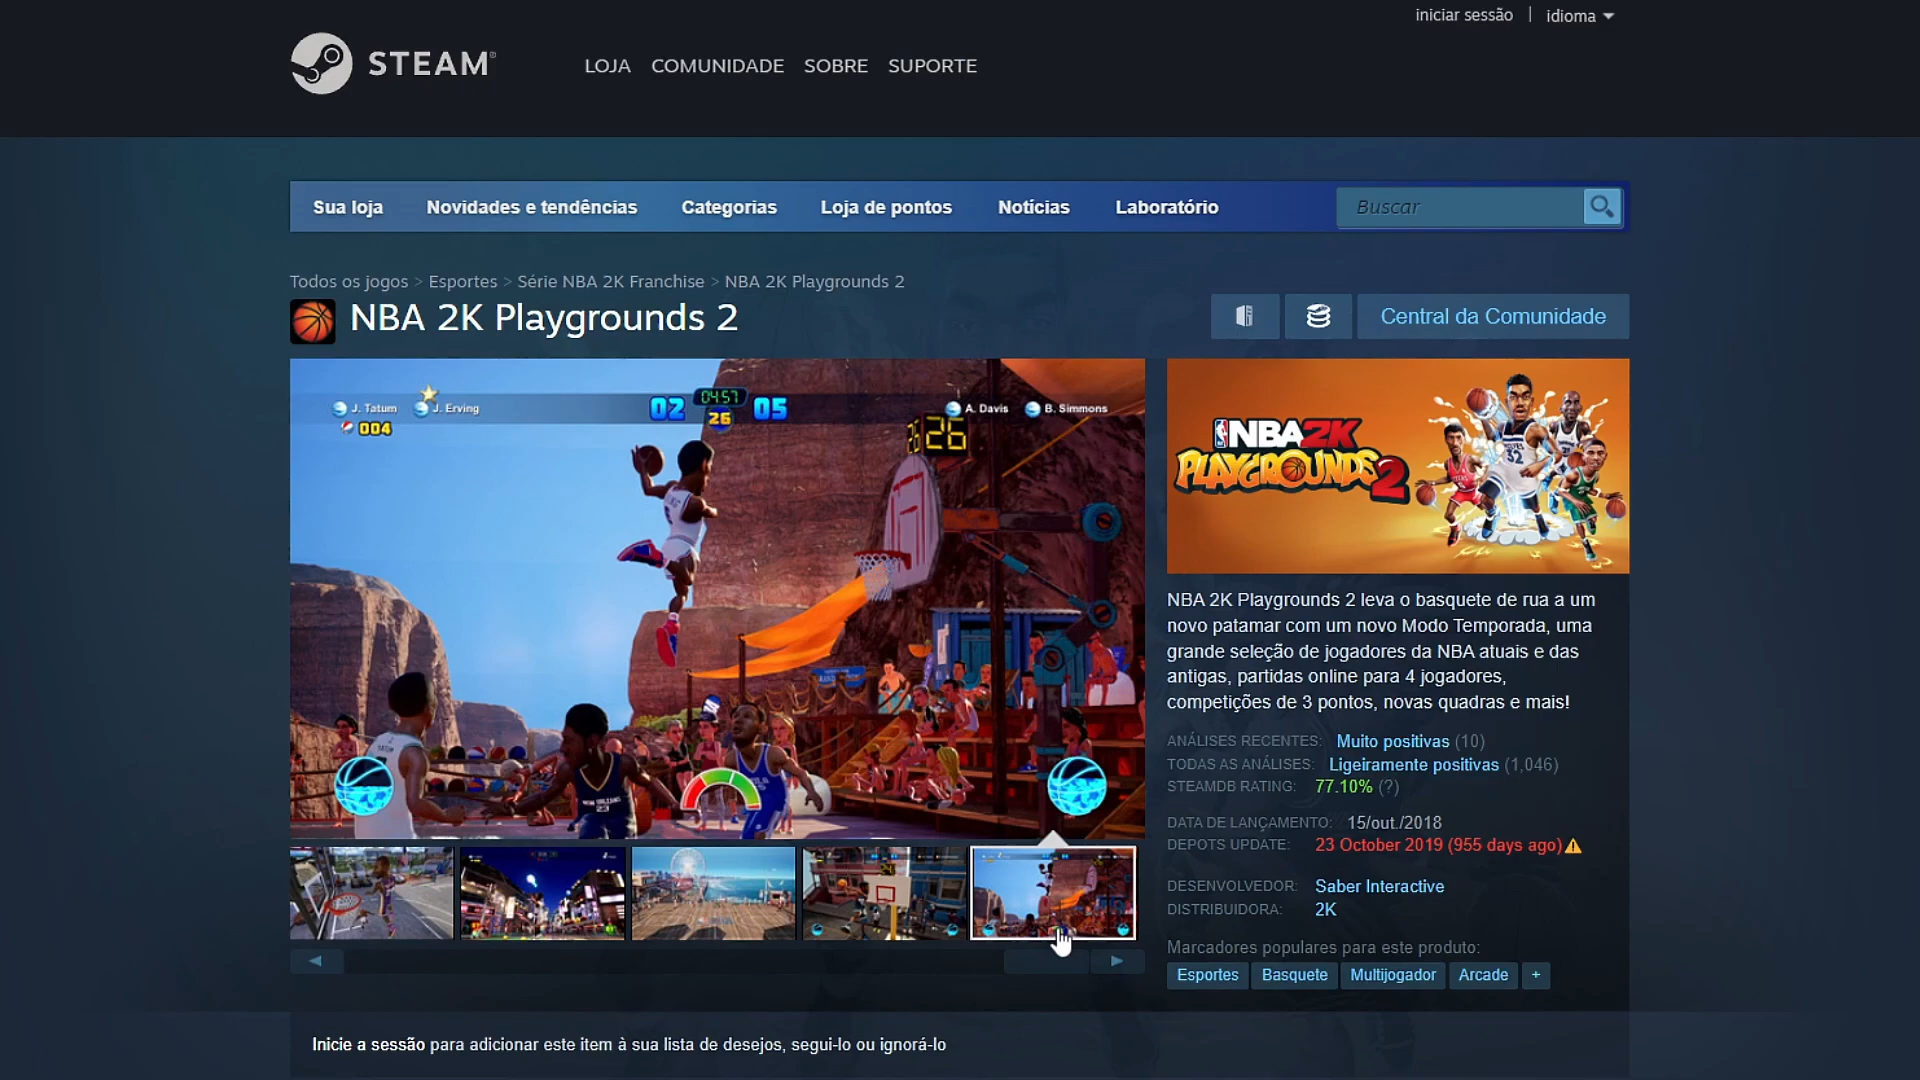 iniciar sessão | idioma
STEAM®
LOJA COMUNIDADE SOBRE SUPORTE
Sua loja Novidades e tendências Categorias Loja de pontos Notícias Laboratório Buscar
Todos os jogos > Esportes > Série NBA 2K Franchise > NBA 2K Playgrounds 2
NBA 2K Playgrounds 2
Central da Comunidade
J. Tatum J. Erving 02 04:57 05 A. Davis B. Simmons
004 26 26
NBA 2K
PLAYGROUNDS 2
32
NBA 2K Playgrounds 2 leva o basquete de rua a um
novo patamar com um novo Modo Temporada, uma
grande seleção de jogadores da NBA atuais e das
antigas, partidas online para 4 jogadores,
competições de 3 pontos, novas quadras e mais!
ANÁLISES RECENTES: Muito positivas (10)
TODAS AS ANÁLISES: Ligeiramente positivas (1,046)
STEAMDB RATING: 77.10% (?)
DATA DE LANÇAMENTO: 15/out./2018
DEPOTS UPDATE: 23 October 2019 (955 days ago)
DESENVOLVEDOR: Saber Interactive
DISTRIBUIDORA: 2K
Marcadores populares para este produto:
Esportes Basquete Multijogador Arcade +
Inicie a sessão para adicionar este item à sua lista de desejos, segui-lo ou ignorá-lo